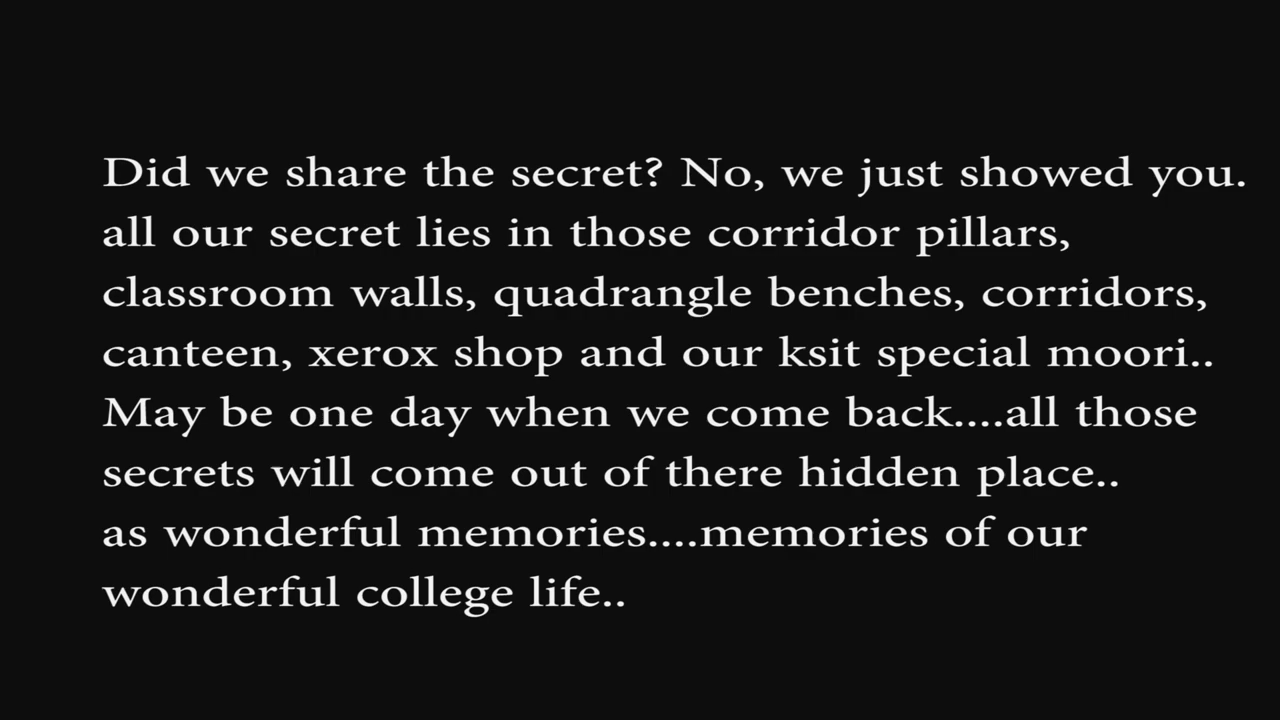 Did we share the secret? No, we just showed you.
all our secret lies in those corridor pillars,
classroom walls, quadrangle benches, corridors,
canteen, xerox shop and our ksit special moori..
May be one day when we come back....all those
secrets will come out of there hidden place..
as wonderful memories....memories of our
wonderful college life..